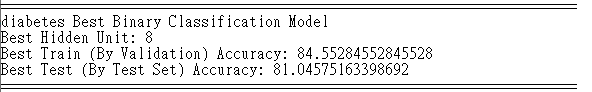 diabetes Best Binary Classification Model
Best Hidden Unit: 8
Best Train (By Validation) Accuracy: 84.55284552845528
Best Test (By Test Set) Accuracy: 81.04575163398692